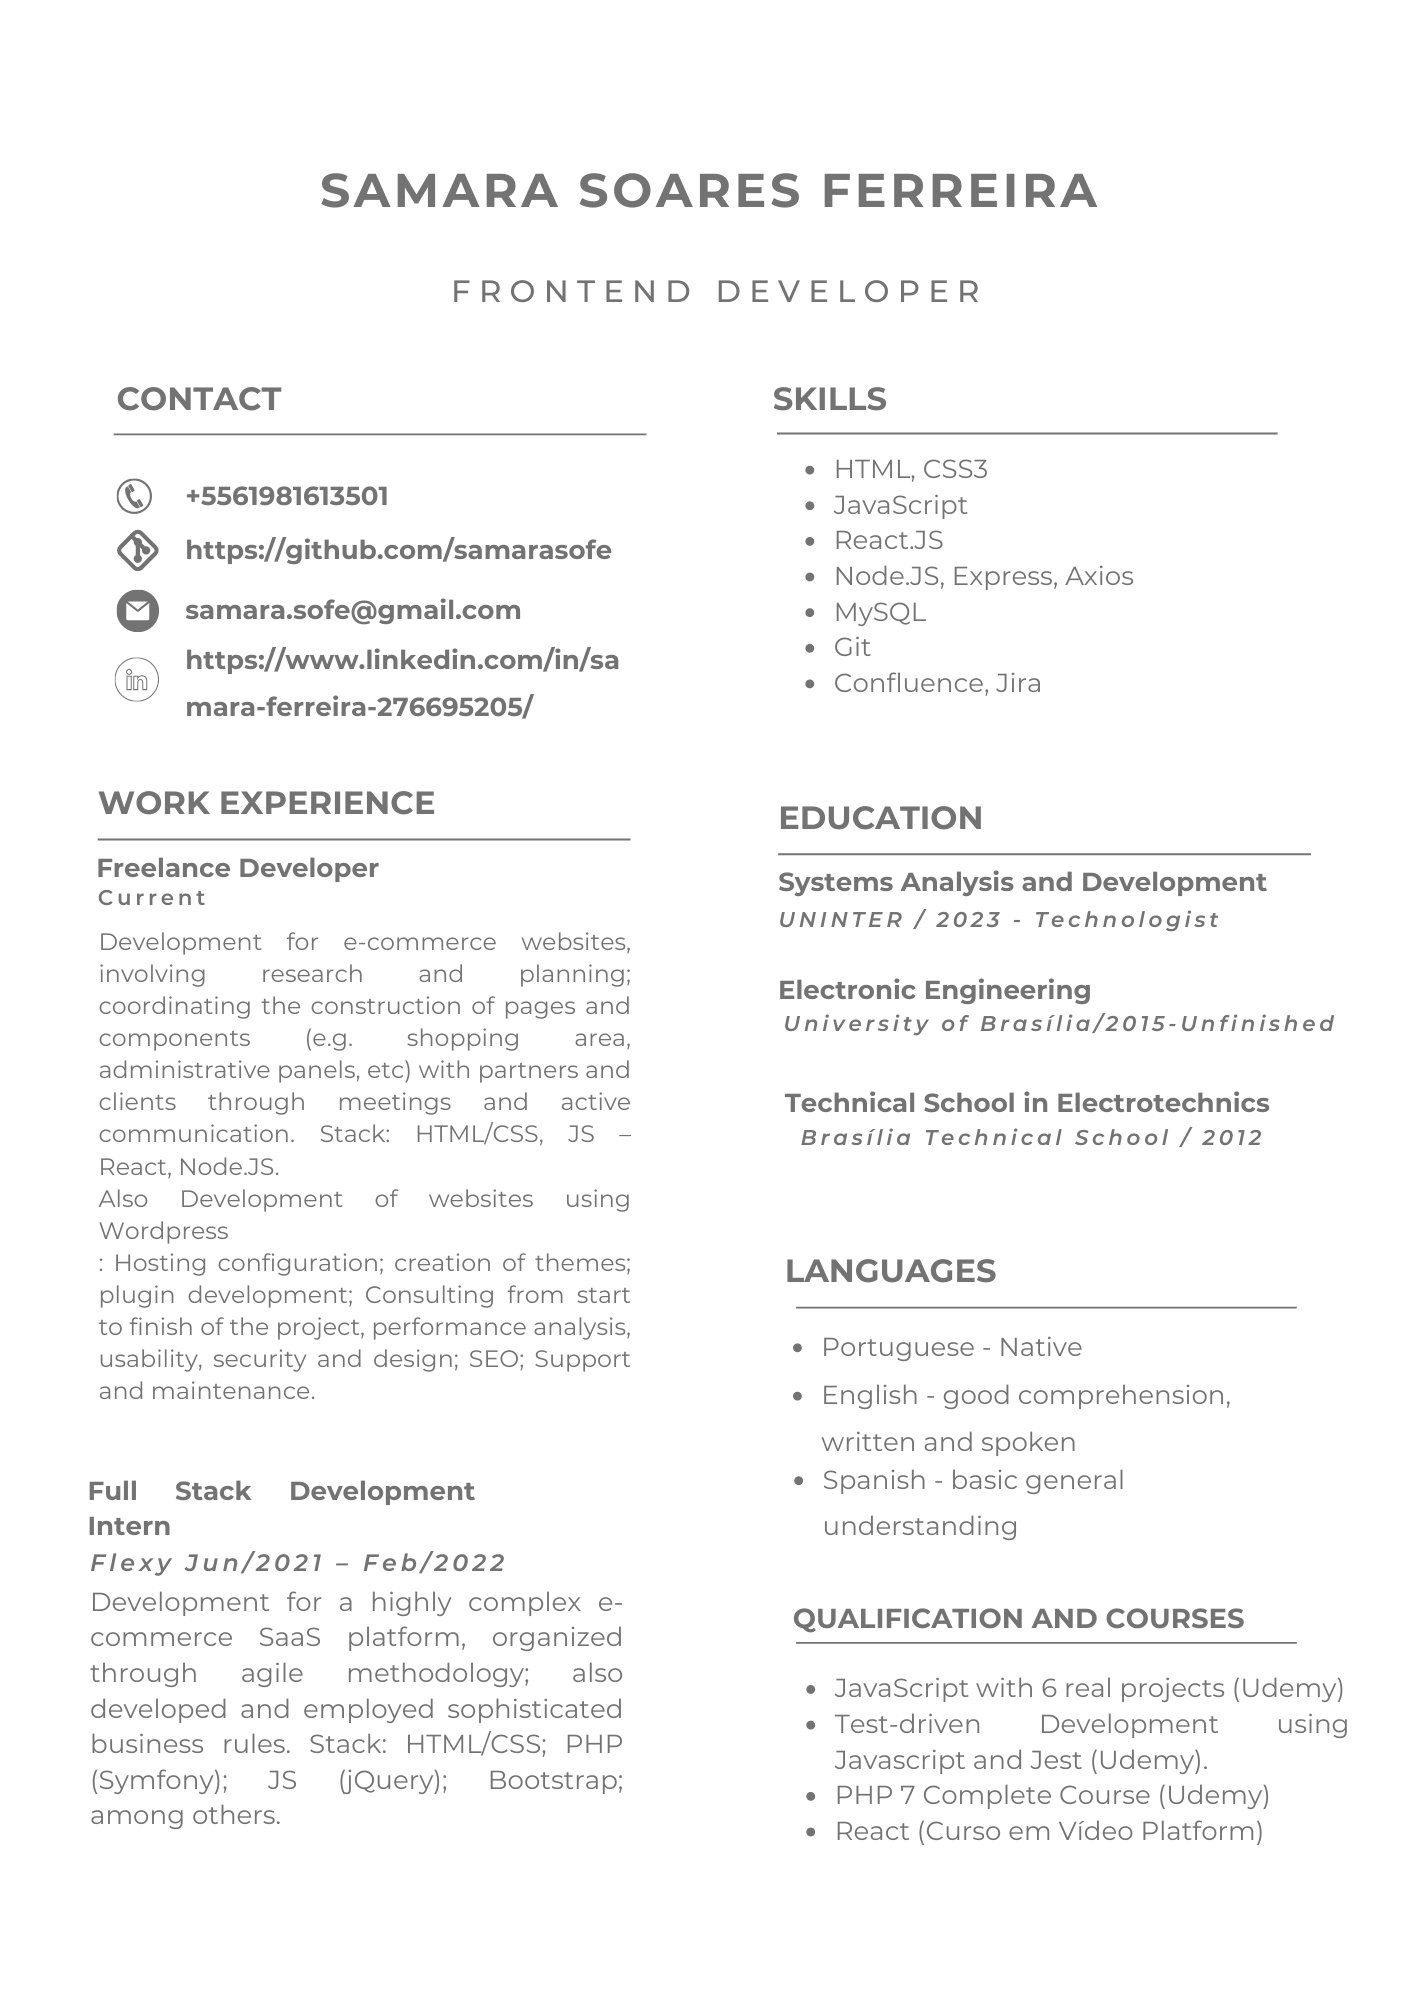 SAMARA SOARES FERREIRA
FRONTEND DEVELOPER
CONTACT
+5561981613501
https://github.com/samarasofe
samara.sofe@gmail.com
https://www.linkedin.com/in/sa
mara-ferreira-276695205/
WORK EXPERIENCE
Freelance Developer
Current
Development for e-commerce websites,
involving research and planning;
coordinating the construction of pages and
components (e.g. shopping area,
administrative panels, etc) with partners and
clients through meetings and active
communication. Stack: HTML/CSS, JS –
React, Node.JS.
Also Development of websites using
Wordpress
: Hosting configuration; creation of themes;
plugin development; Consulting from start
to finish of the project, performance analysis,
usability, security and design; SEO; Support
and maintenance.
Full Stack Development
Intern
Flexy Jun/2021 – Feb/2022
Development for a highly complex e-
commerce SaaS platform, organized
through agile methodology; also
developed and employed sophisticated
business rules. Stack: HTML/CSS; PHP
(Symfony); JS (jQuery); Bootstrap;
among others.
SKILLS
• HTML, CSS3
• JavaScript
• React.JS
• Node.JS, Express, Axios
• MySQL
• Git
• Confluence, Jira
EDUCATION
Systems Analysis and Development
UNINTER / 2023 - Technologist
Electronic Engineering
University of Brasília/2015-Unfinished
Technical School in Electrotechnics
Brasília Technical School / 2012
LANGUAGES
• Portuguese - Native
• English - good comprehension,
written and spoken
• Spanish - basic general
understanding
QUALIFICATION AND COURSES
• JavaScript with 6 real projects (Udemy)
• Test-driven Development using
Javascript and Jest (Udemy).
• PHP 7 Complete Course (Udemy)
• React (Curso em Vídeo Platform)